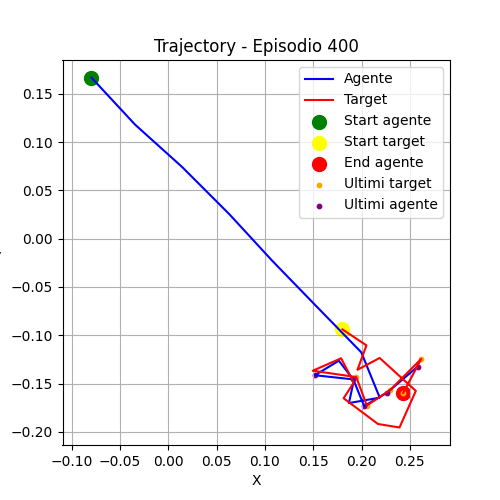 Trajectory - Episodio 400
Agente
Target
Start agente
Start target
End agente
Ultimi target
Ultimi agente
0.15
0.10
0.05
0.00
−0.05
−0.10
−0.15
−0.20
−0.10
−0.05
0.00
0.05
0.10
0.15
0.20
0.25
X